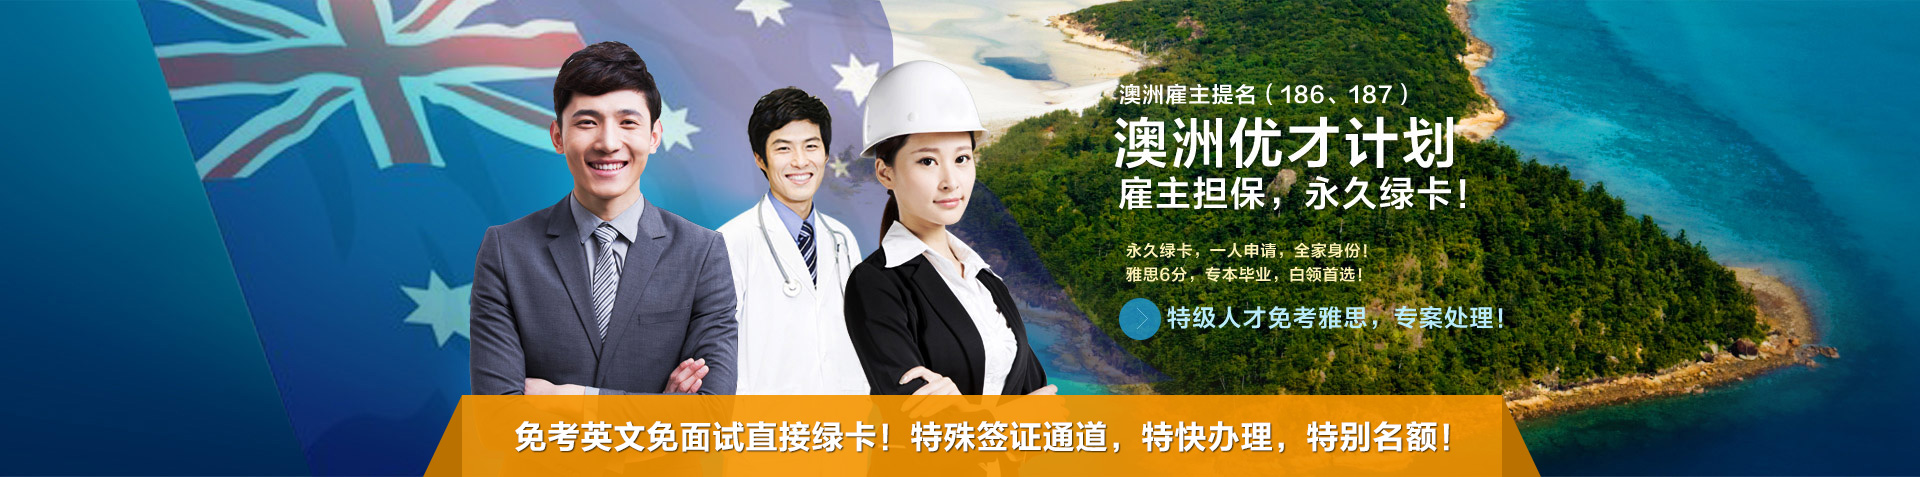 澳洲雇主提名（186、187）
澳洲优才计划
雇主担保，永久绿卡！
永久绿卡，一人申请，全家身份！
雅思6分，专本毕业，白领首选！
特级人才免考雅思，专案处理！
免考英文免面试直接绿卡！特殊签证通道，特快办理，特别名额！